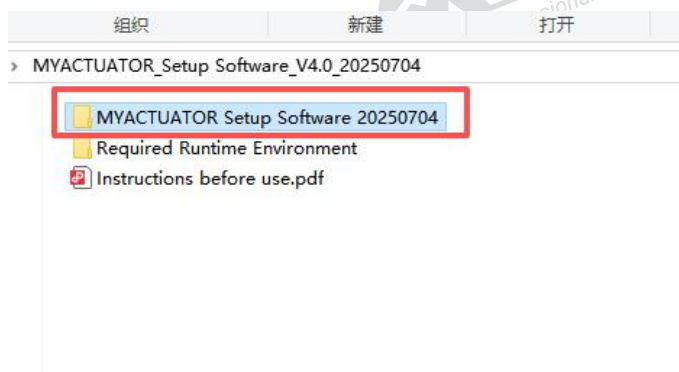 组织 新建 打开
> MYACTUATOR_Setup Software_V4.0_20250704
MYACTUATOR Setup Software 20250704
Required Runtime Environment
Instructions before use.pdf